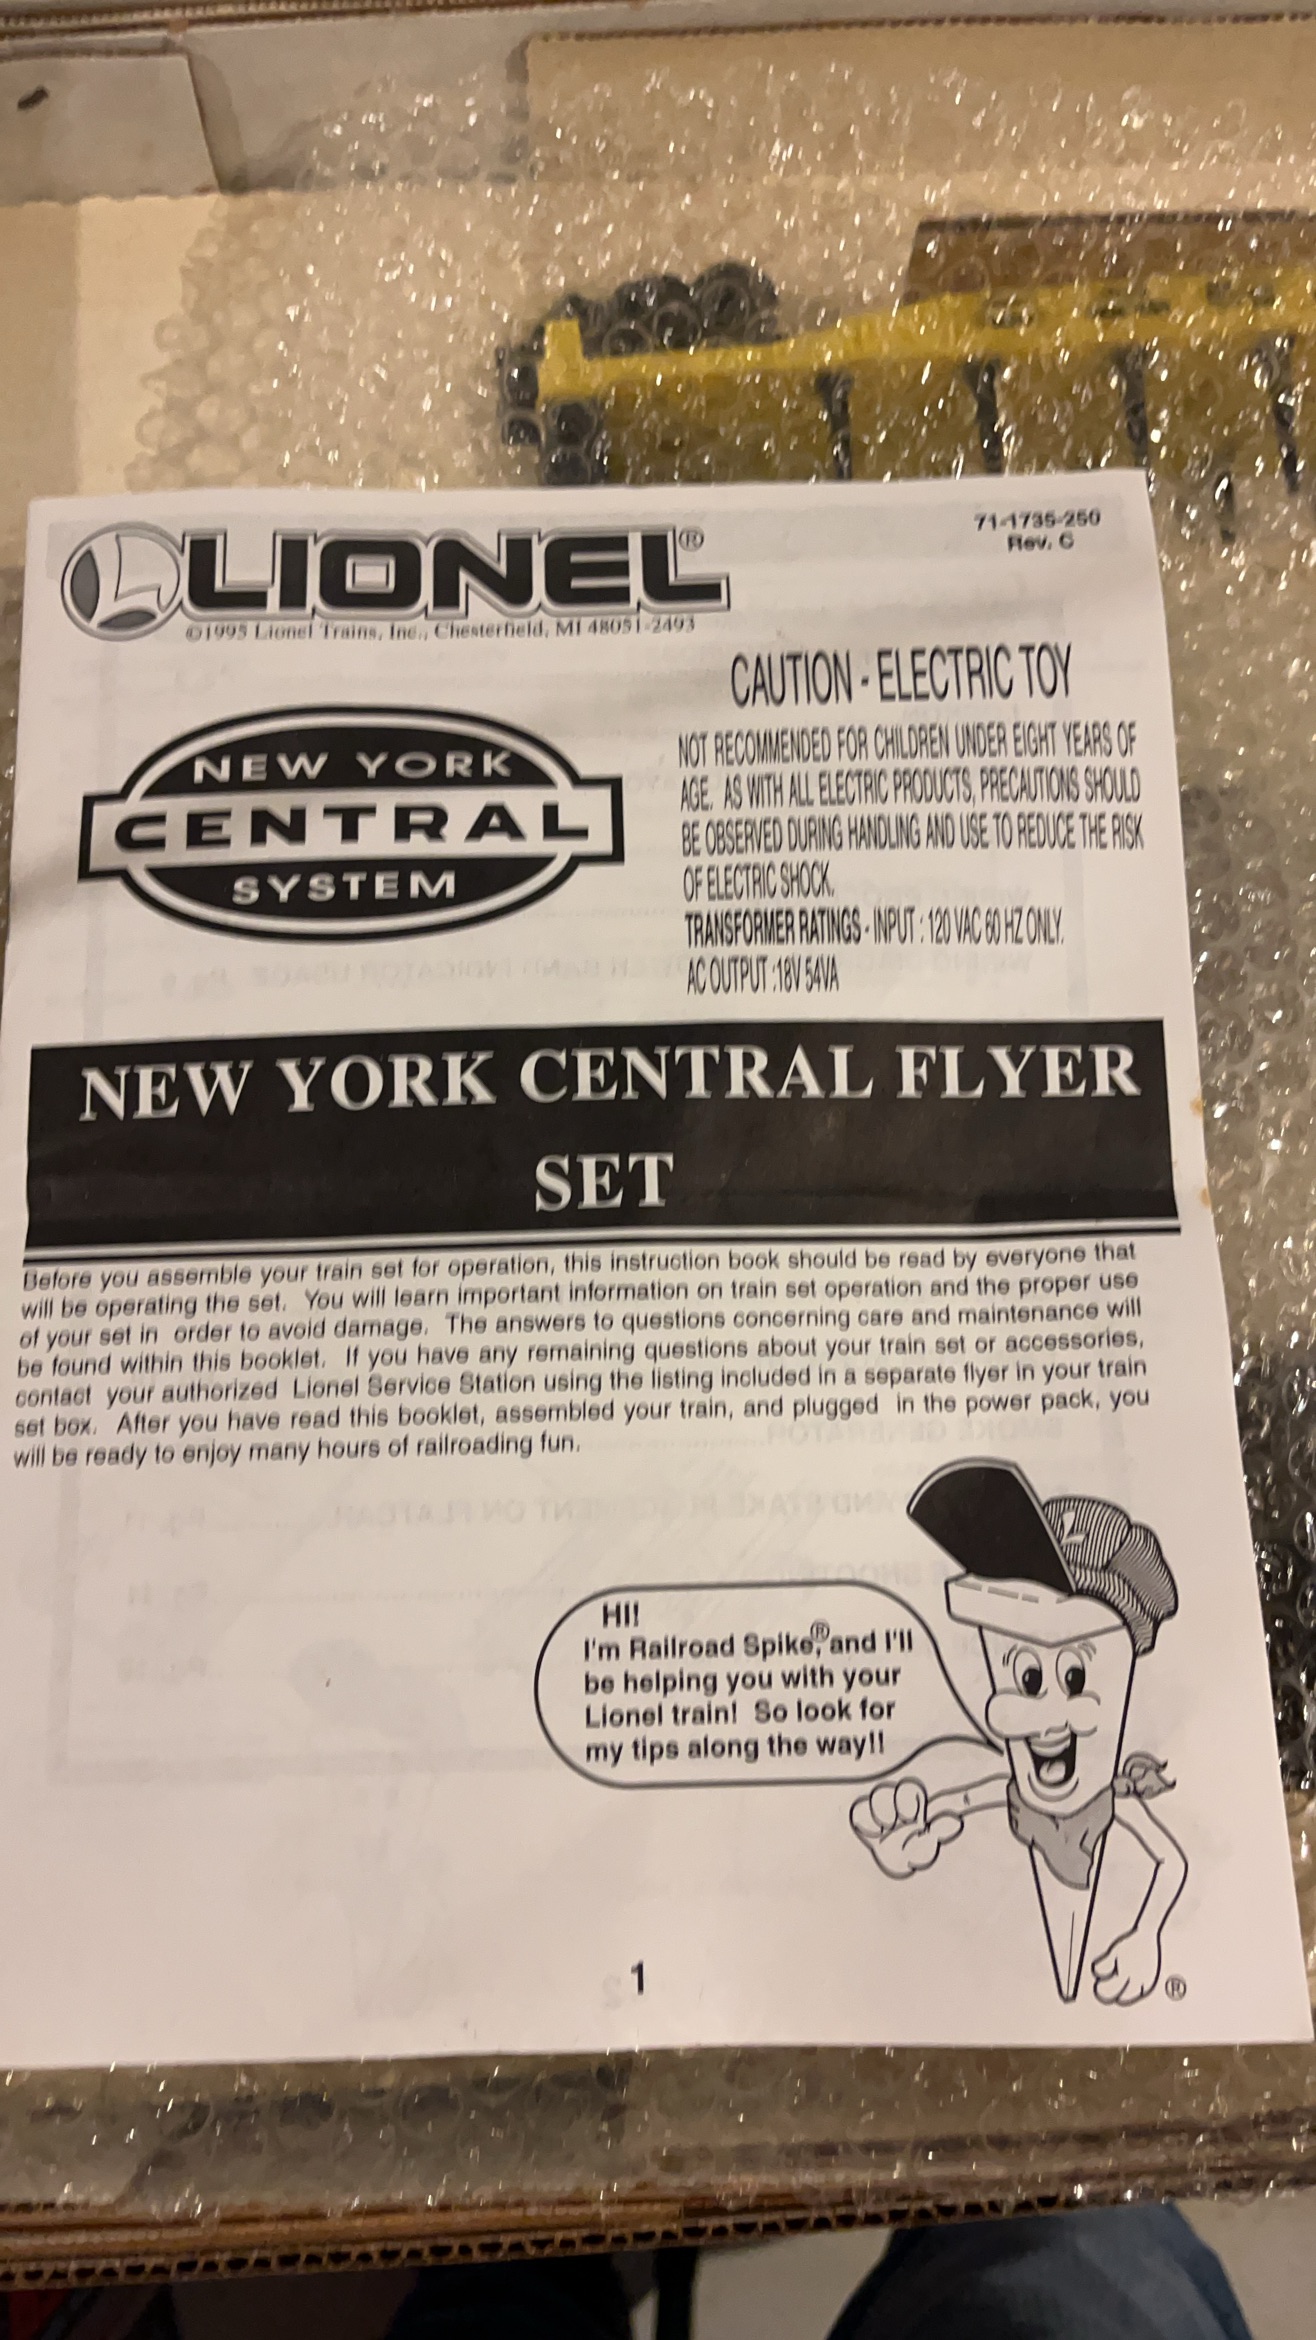 LIONEL®
71-1735-250
Rev. C
©1995 Lionel Trains, Inc., Chesterfield, MI 48051-2493
CAUTION - ELECTRIC TOY
NOT RECOMMENDED FOR CHILDREN UNDER EIGHT YEARS OF
AGE. AS WITH ALL ELECTRIC PRODUCTS, PRECAUTIONS SHOULD
BE OBSERVED DURING HANDLING AND USE TO REDUCE THE RISK
OF ELECTRIC SHOCK.
TRANSFORMER RATINGS - INPUT : 120 VAC 60 HZ ONLY.
AC OUTPUT :18V 54VA
NEW YORK
CENTRAL
SYSTEM
NEW YORK CENTRAL FLYER
SET
Before you assemble your train set for operation, this instruction book should be read by everyone that
will be operating the set. You will learn important information on train set operation and the proper use
of your set in order to avoid damage. The answers to questions concerning care and maintenance will
be found within this booklet. If you have any remaining questions about your train set or accessories,
contact your authorized Lionel Service Station using the listing included in a separate flyer in your train
set box. After you have read this booklet, assembled your train, and plugged in the power pack, you
will be ready to enjoy many hours of railroading fun.
HI!
I'm Railroad Spike,® and I'll
be helping you with your
Lionel train! So look for
my tips along the way!!
L
®
1